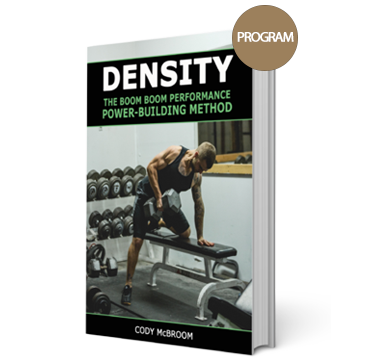 PROGRAM
DENSITY
THE BOOM BOOM PERFORMANCE
POWER-BUILDING METHOD
CODY McBROOM